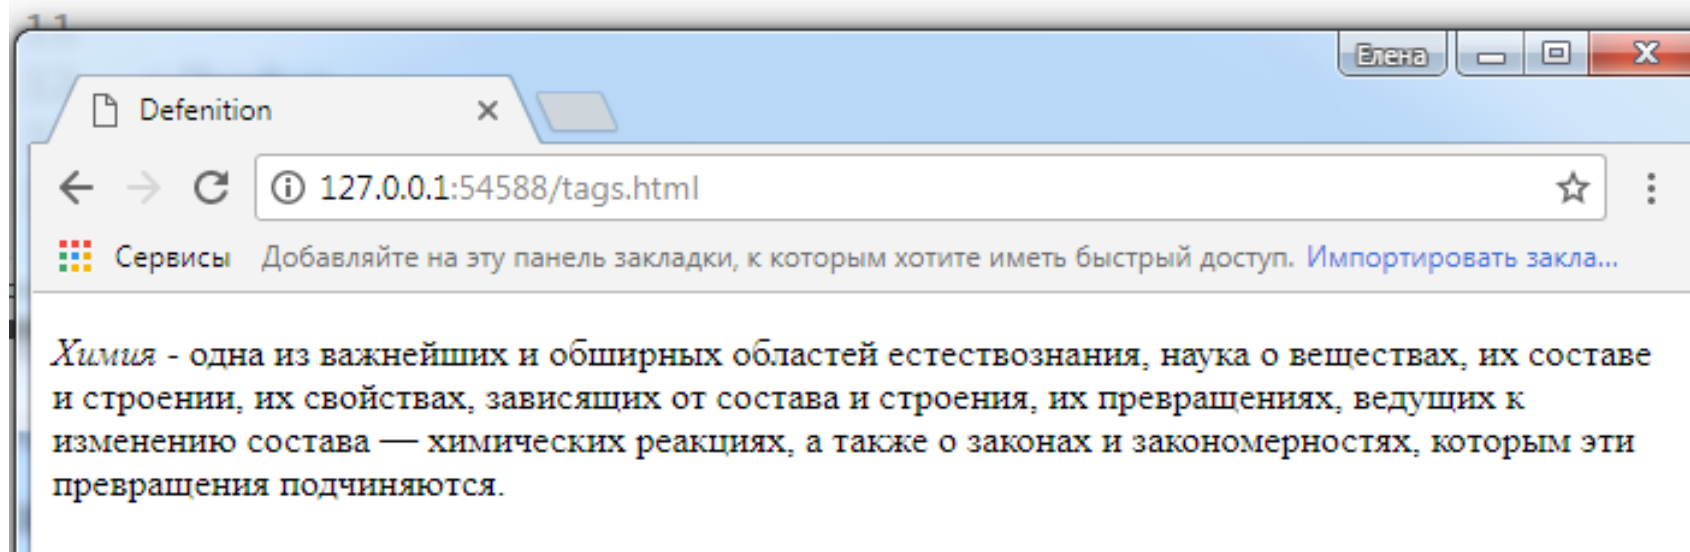 11
Елена
Defenition
127.0.0.1:54588/tags.html
Сервисы Добавляйте на эту панель закладки, к которым хотите иметь быстрый доступ. Импортировать закла...
Химия - одна из важнейших и обширных областей естествознания, наука о веществах, их составе
и строении, их свойствах, зависящих от состава и строения, их превращениях, ведущих к
изменению состава — химических реакциях, а также о законах и закономерностях, которым эти
превращения подчиняются.